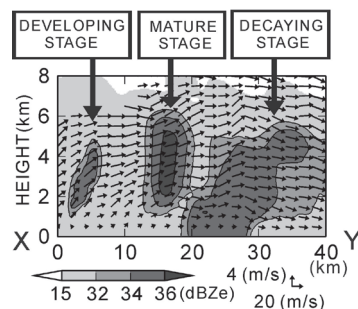 DEVELOPING STAGE
MATURE STAGE
DECAYING STAGE
HEIGHT(km)
8
6
4
2
0
X
0
10
20
30
40
Y
(km)
15 32 34 36 (dBZe)
4 (m/s)
20 (m/s)